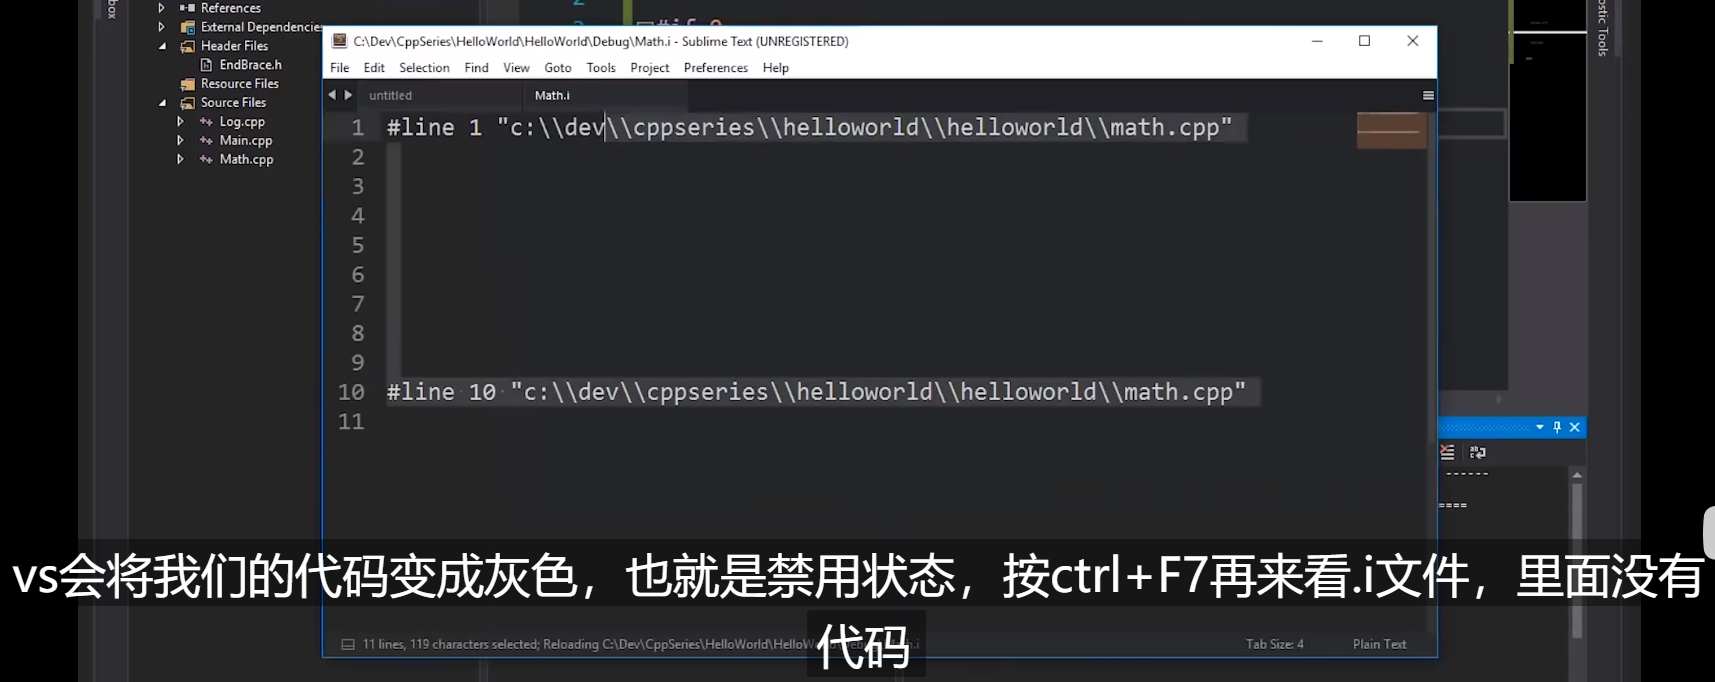 References
External Dependencies
Header Files
EndBrace.h
Resource Files
Source Files
Log.cpp
Main.cpp
Math.cpp
box
2
#if 0
C:\Dev\CppSeries\HelloWorld\HelloWorld\Debug\Math.i - Sublime Text (UNREGISTERED)
File Edit Selection Find View Goto Tools Project Preferences Help
untitled Math.i
1 #line 1 "c:\\dev\\cppseries\\helloworld\\helloworld\\math.cpp"
2
3
4
5
6
7
8
9
10 #line 10 "c:\\dev\\cppseries\\helloworld\\helloworld\\math.cpp"
11
ostic Tools
vs会将我们的代码变成灰色，也就是禁用状态，按ctrl+F7再来看.i文件，里面没有
代码
11 lines, 119 characters selected; Reloading C:\Dev\CppSeries\HelloWorld\HelloW
Tab Size: 4 Plain Text